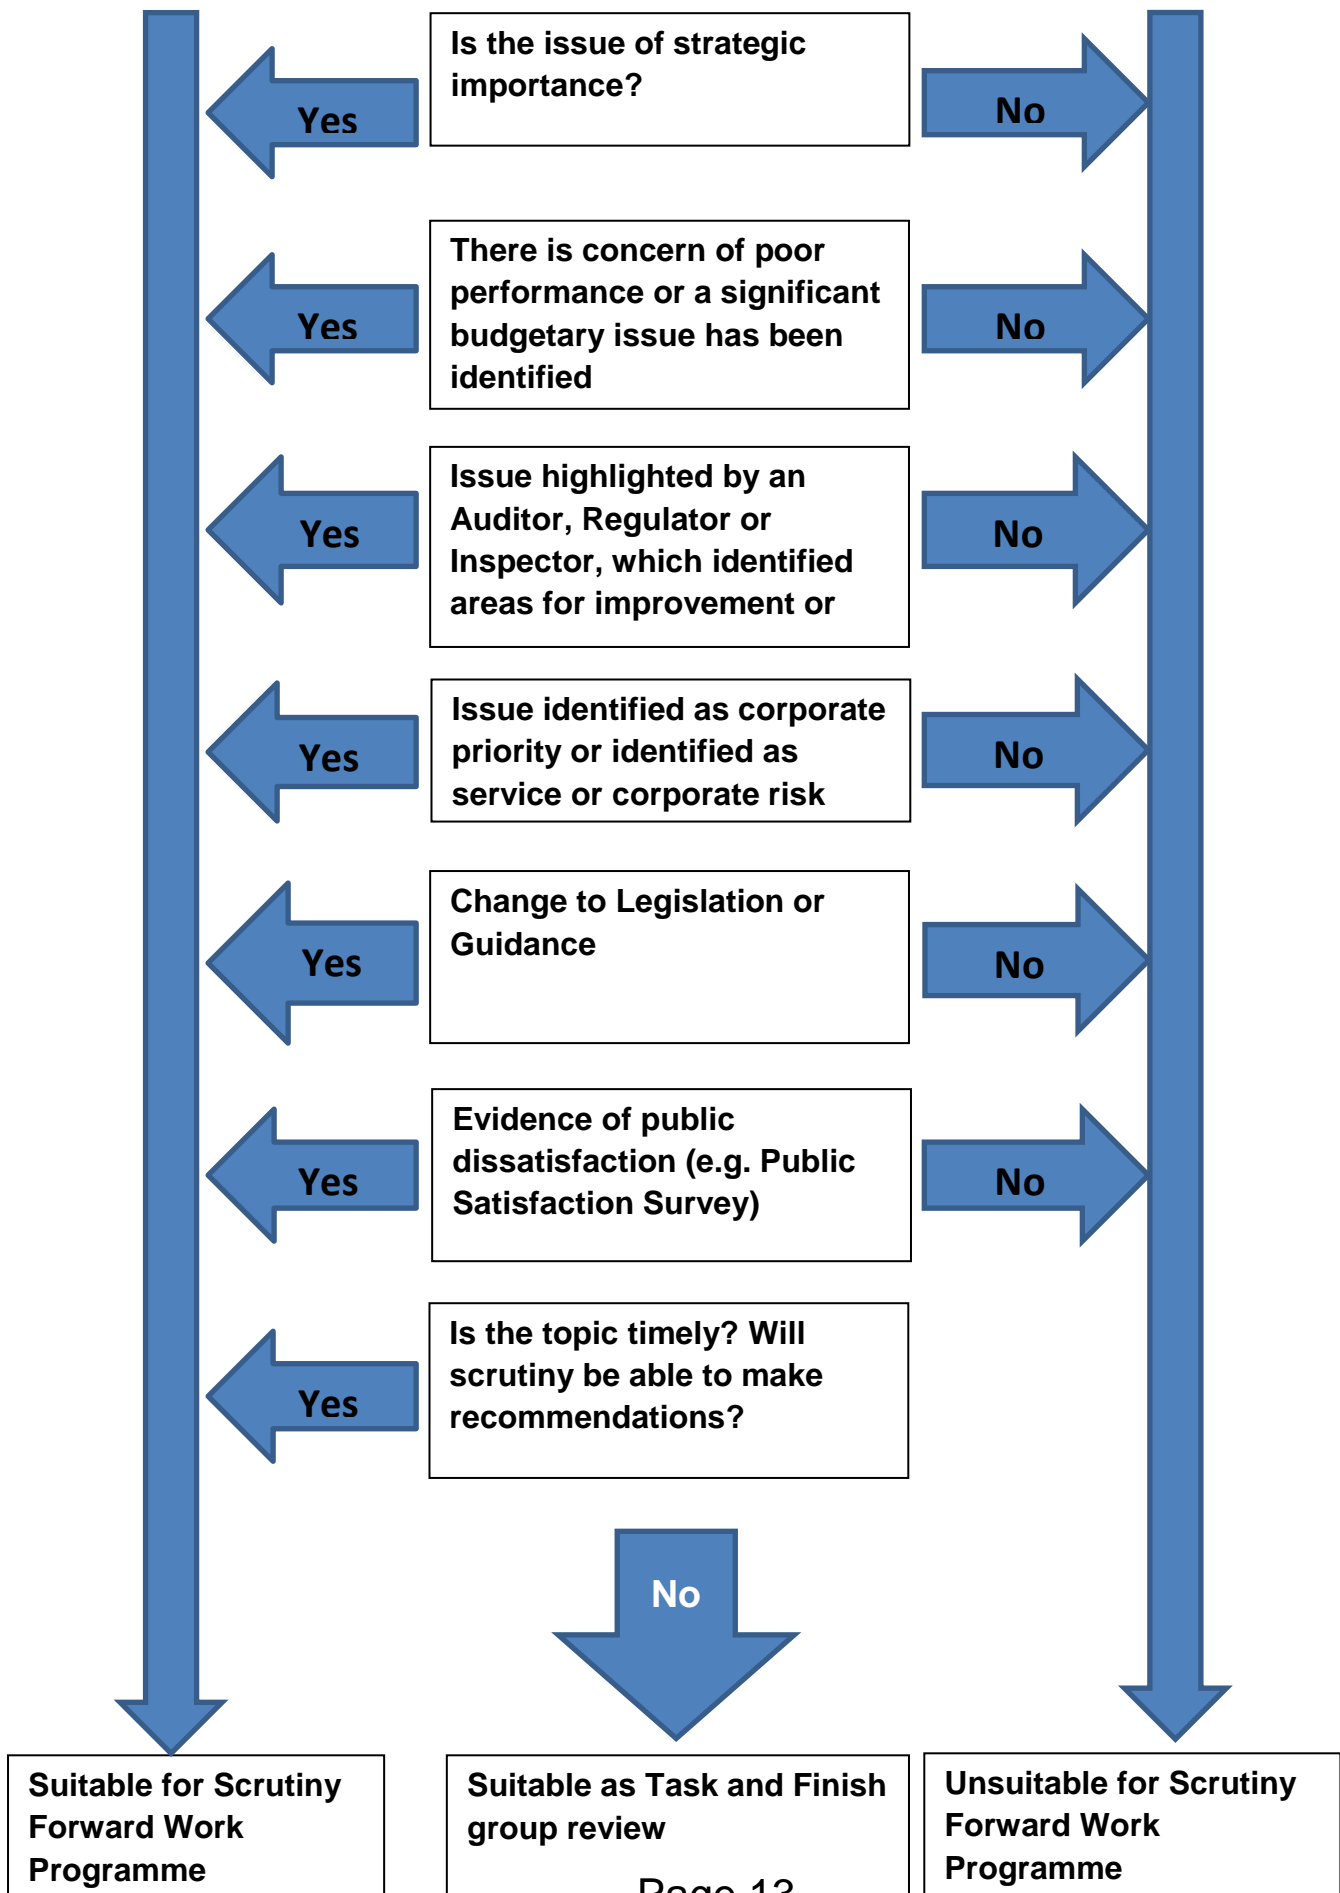 Is the issue of strategic
importance?
Yes
No
There is concern of poor
performance or a significant
budgetary issue has been
identified
Yes
No
Issue highlighted by an
Auditor, Regulator or
Inspector, which identified
areas for improvement or
Yes
No
Issue identified as corporate
priority or identified as
service or corporate risk
Yes
No
Change to Legislation or
Guidance
Yes
No
Evidence of public
dissatisfaction (e.g. Public
Satisfaction Survey)
Yes
No
Is the topic timely? Will
scrutiny be able to make
recommendations?
Yes
No
Suitable for Scrutiny
Forward Work
Programme
Suitable as Task and Finish
group review
Unsuitable for Scrutiny
Forward Work
Programme
Page 13